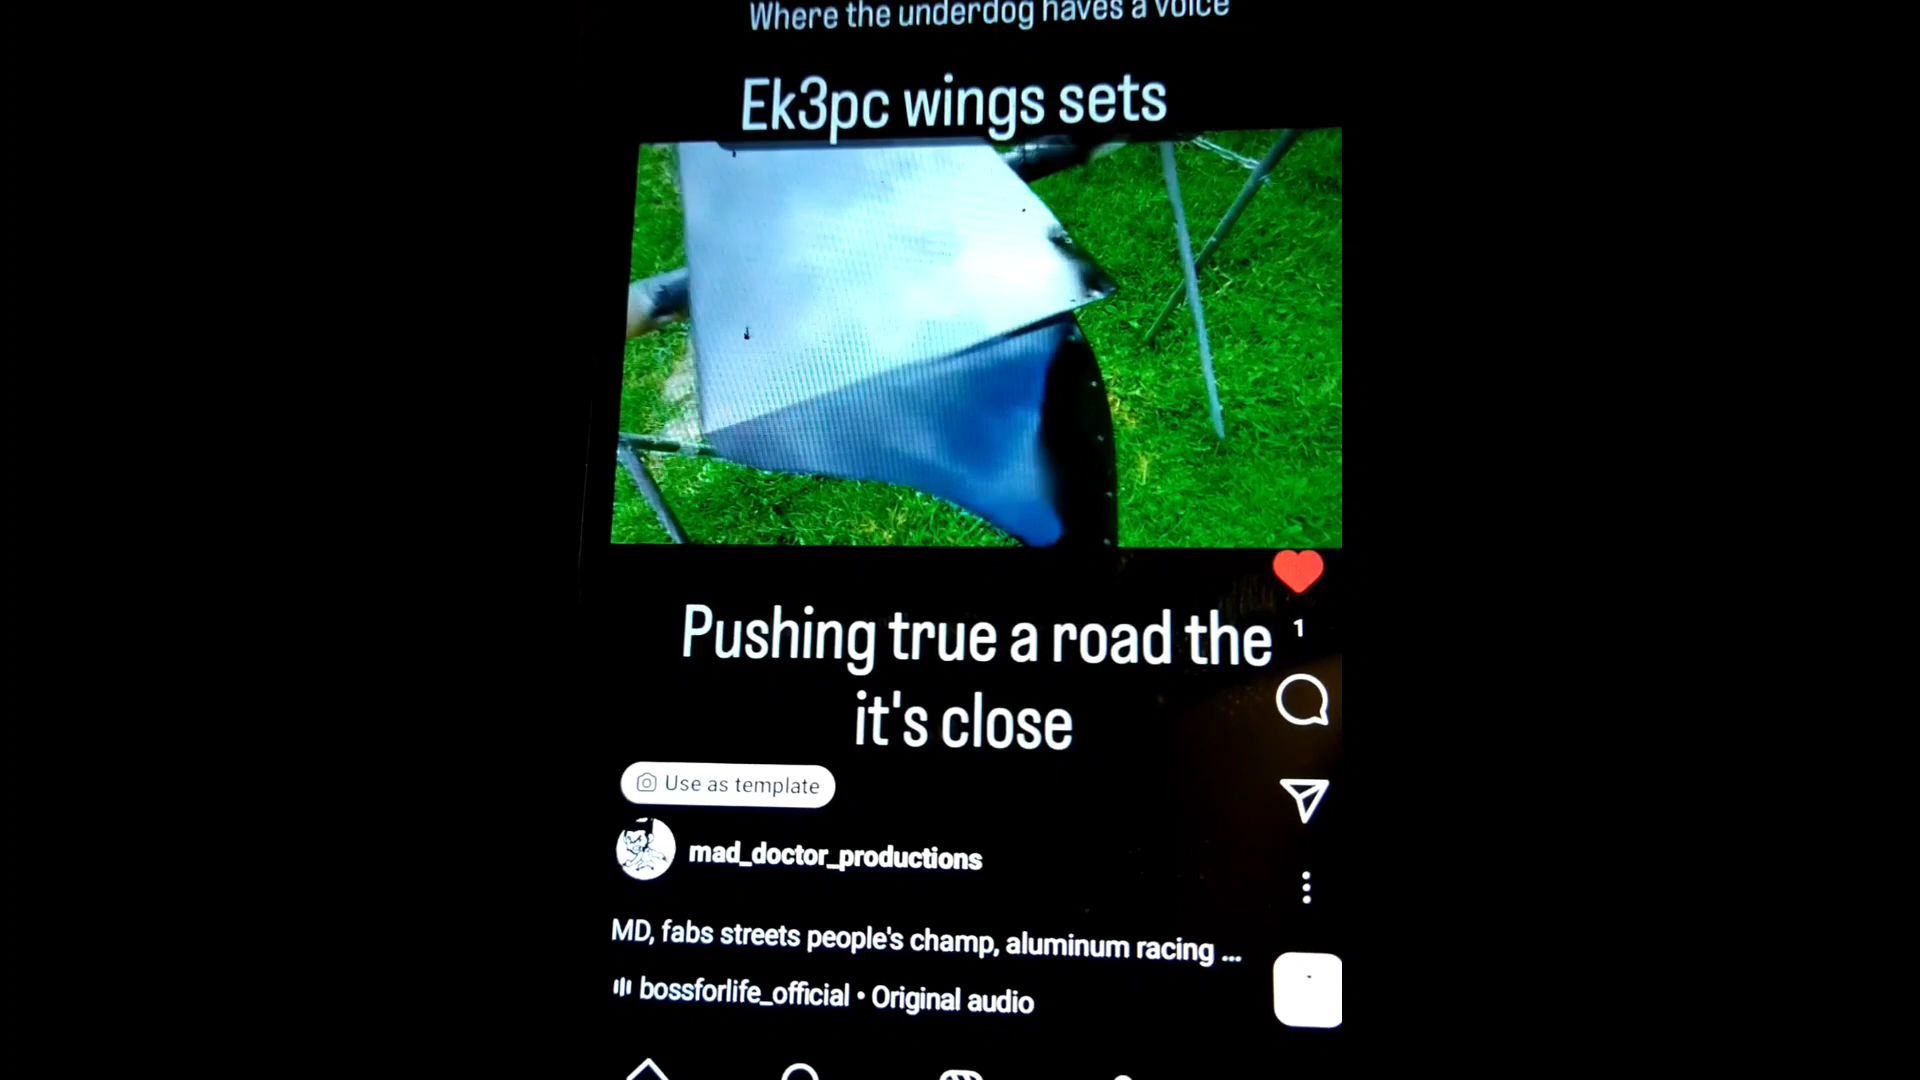 Where the underdog haves a voice
Ek3pc wings sets
Pushing true a road the
it's close
1
Use as template
mad_doctor_productions
MD, fabs streets people's champ, aluminum racing ...
bossforlife_official • Original audio